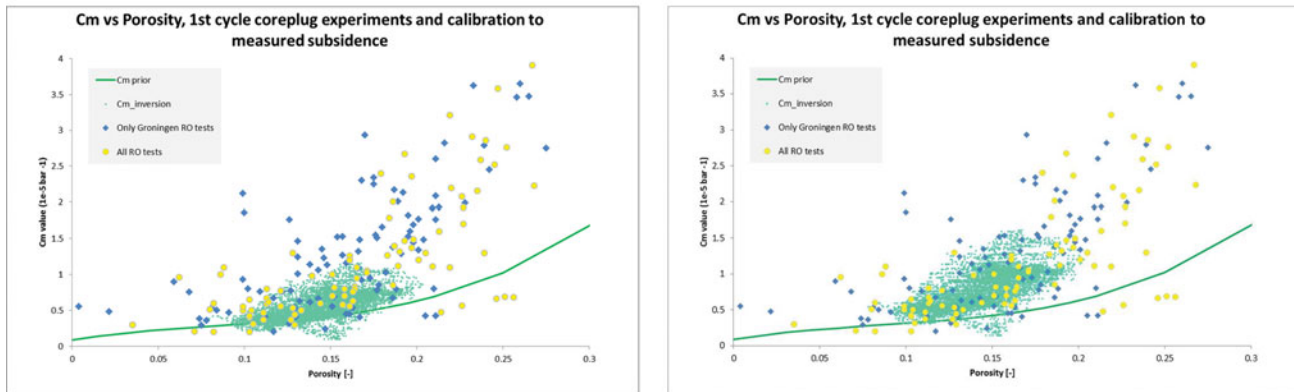 Cm vs Porosity, 1st cycle coreplug experiments and calibration to
measured subsidence
4
3.5
3
2.5
2
1.5
1
0.5
0
Cm value (1e-5 bar -1)
Cm prior
Cm_inversion
Only Groningen RO tests
All RO tests
0
0.05
0.1
0.15
0.2
0.25
0.3
Porosity [-]
Cm vs Porosity, 1st cycle coreplug experiments and calibration to
measured subsidence
4
3.5
3
2.5
2
1.5
1
0.5
0
Cm value (1e-5 bar -1)
Cm prior
Cm_inversion
Only Groningen RO tests
All RO tests
0
0.05
0.1
0.15
0.2
0.25
0.3
Porosity [-]